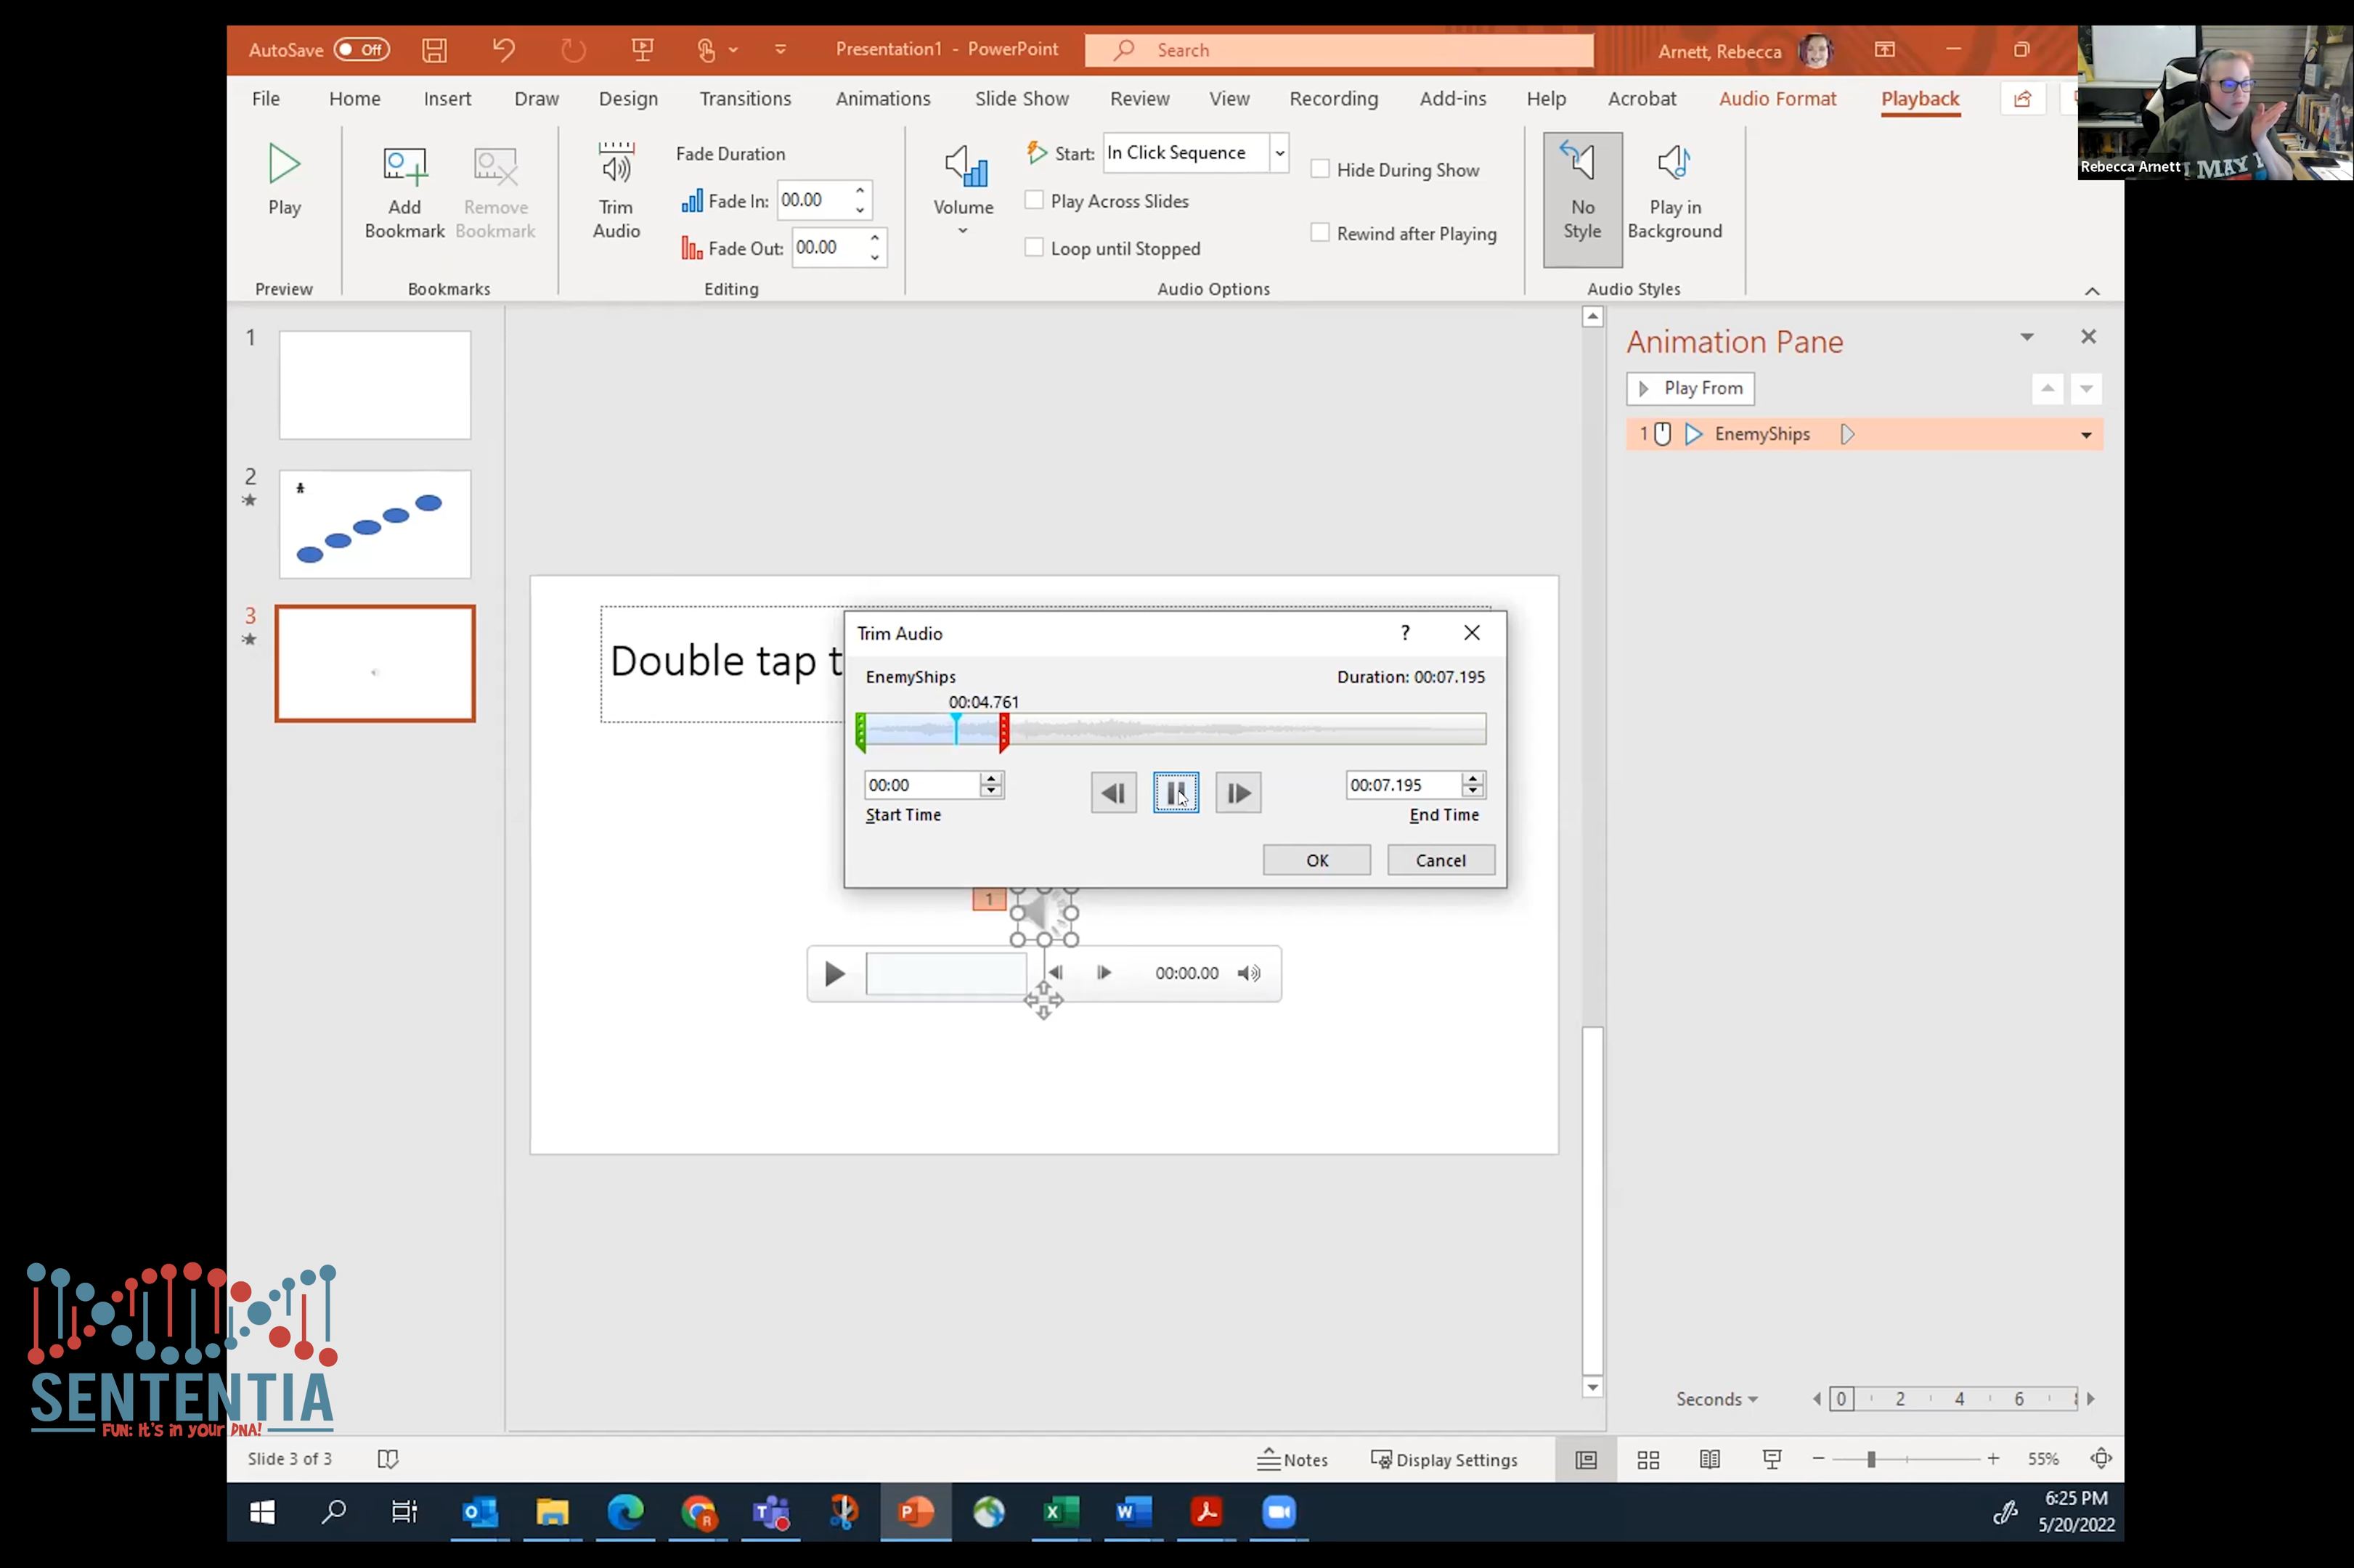 AutoSave Off Presentation1 - PowerPoint Search Arnett, Rebecca
File Home Insert Draw Design Transitions Animations Slide Show Review View Recording Add-ins Help Acrobat Audio Format Playback
Rebecca Arnett
I MAY
Play
Add Bookmark
Remove Bookmark
Trim Audio
Fade Duration
Fade In: 00.00
Fade Out: 00.00
Volume
Start: In Click Sequence
Play Across Slides
Loop until Stopped
Hide During Show
Rewind after Playing
No Style
Play in Background
Preview Bookmarks Editing Audio Options Audio Styles
1
2
3
Animation Pane
Play From
1 EnemyShips
Double tap t
Trim Audio ?
EnemyShips Duration: 00:07.195
00:04.761
00:00 00:07.195
Start Time End Time
OK Cancel
1
00:00.00
Seconds 0 2 4 6
SENTENTIA
FUN: It's in your DNA!
Slide 3 of 3 Notes Display Settings 55%
6:25 PM
5/20/2022